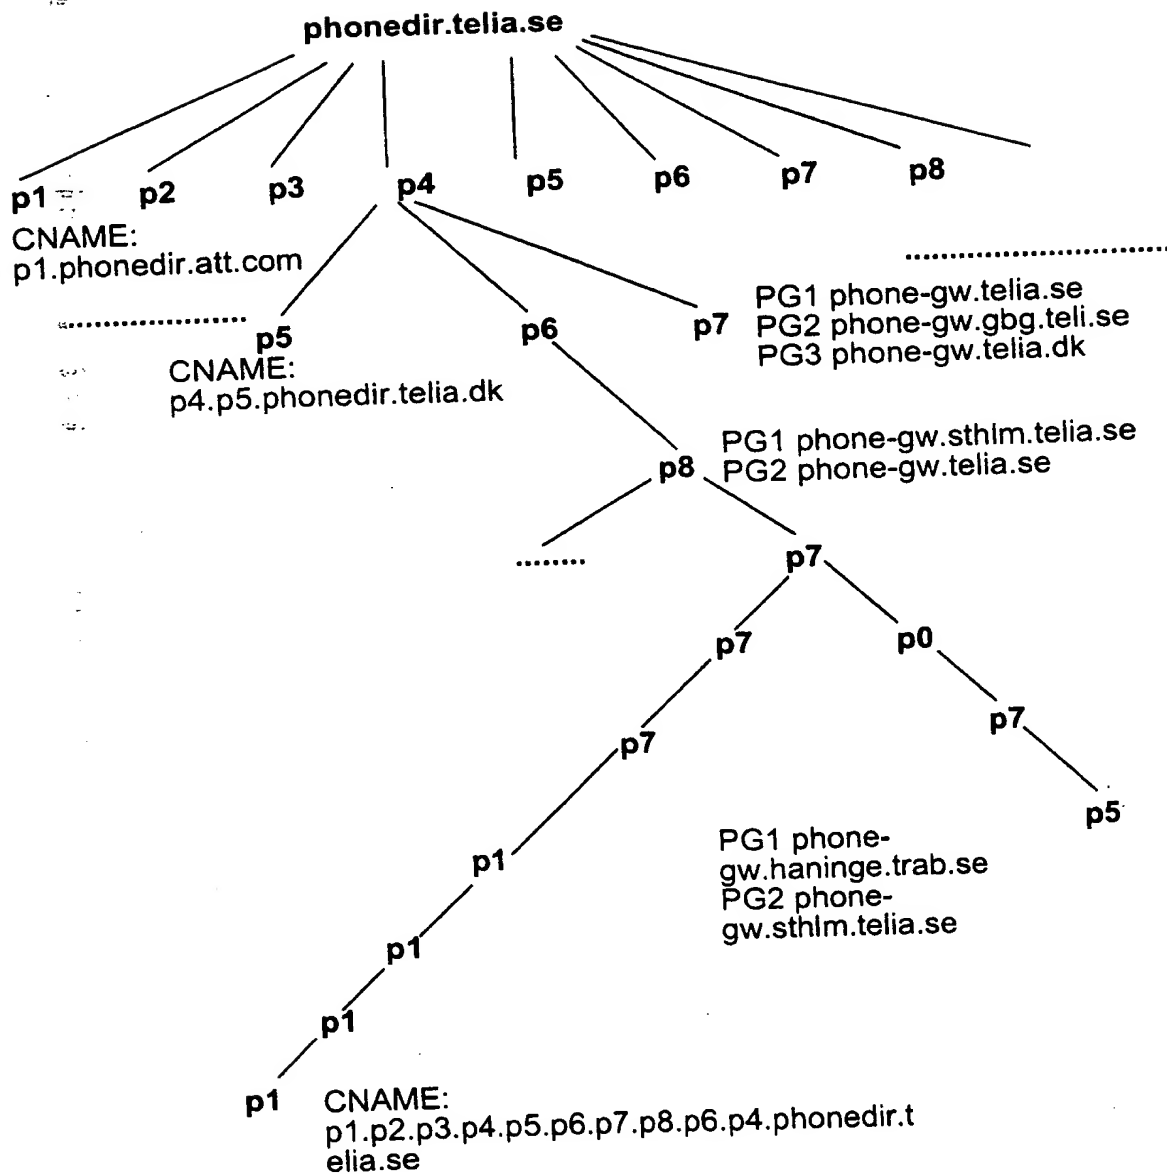 phonedir.telia.se
p1 p2 p3 p4 p5 p6 p7 p8
CNAME:
p1.phonedir.att.com
p5
CNAME:
p4.p5.phonedir.telia.dk
p6
p7
PG1 phone-gw.telia.se
PG2 phone-gw.gbg.teli.se
PG3 phone-gw.telia.dk
p8
PG1 phone-gw.sthlm.telia.se
PG2 phone-gw.telia.se
p7
p7
p0
p7
p7
p5
PG1 phone-
gw.haninge.trab.se
PG2 phone-
gw.sthlm.telia.se
p1
p1
p1
p1
CNAME:
p1.p2.p3.p4.p5.p6.p7.p8.p6.p4.phonedir.t
elia.se